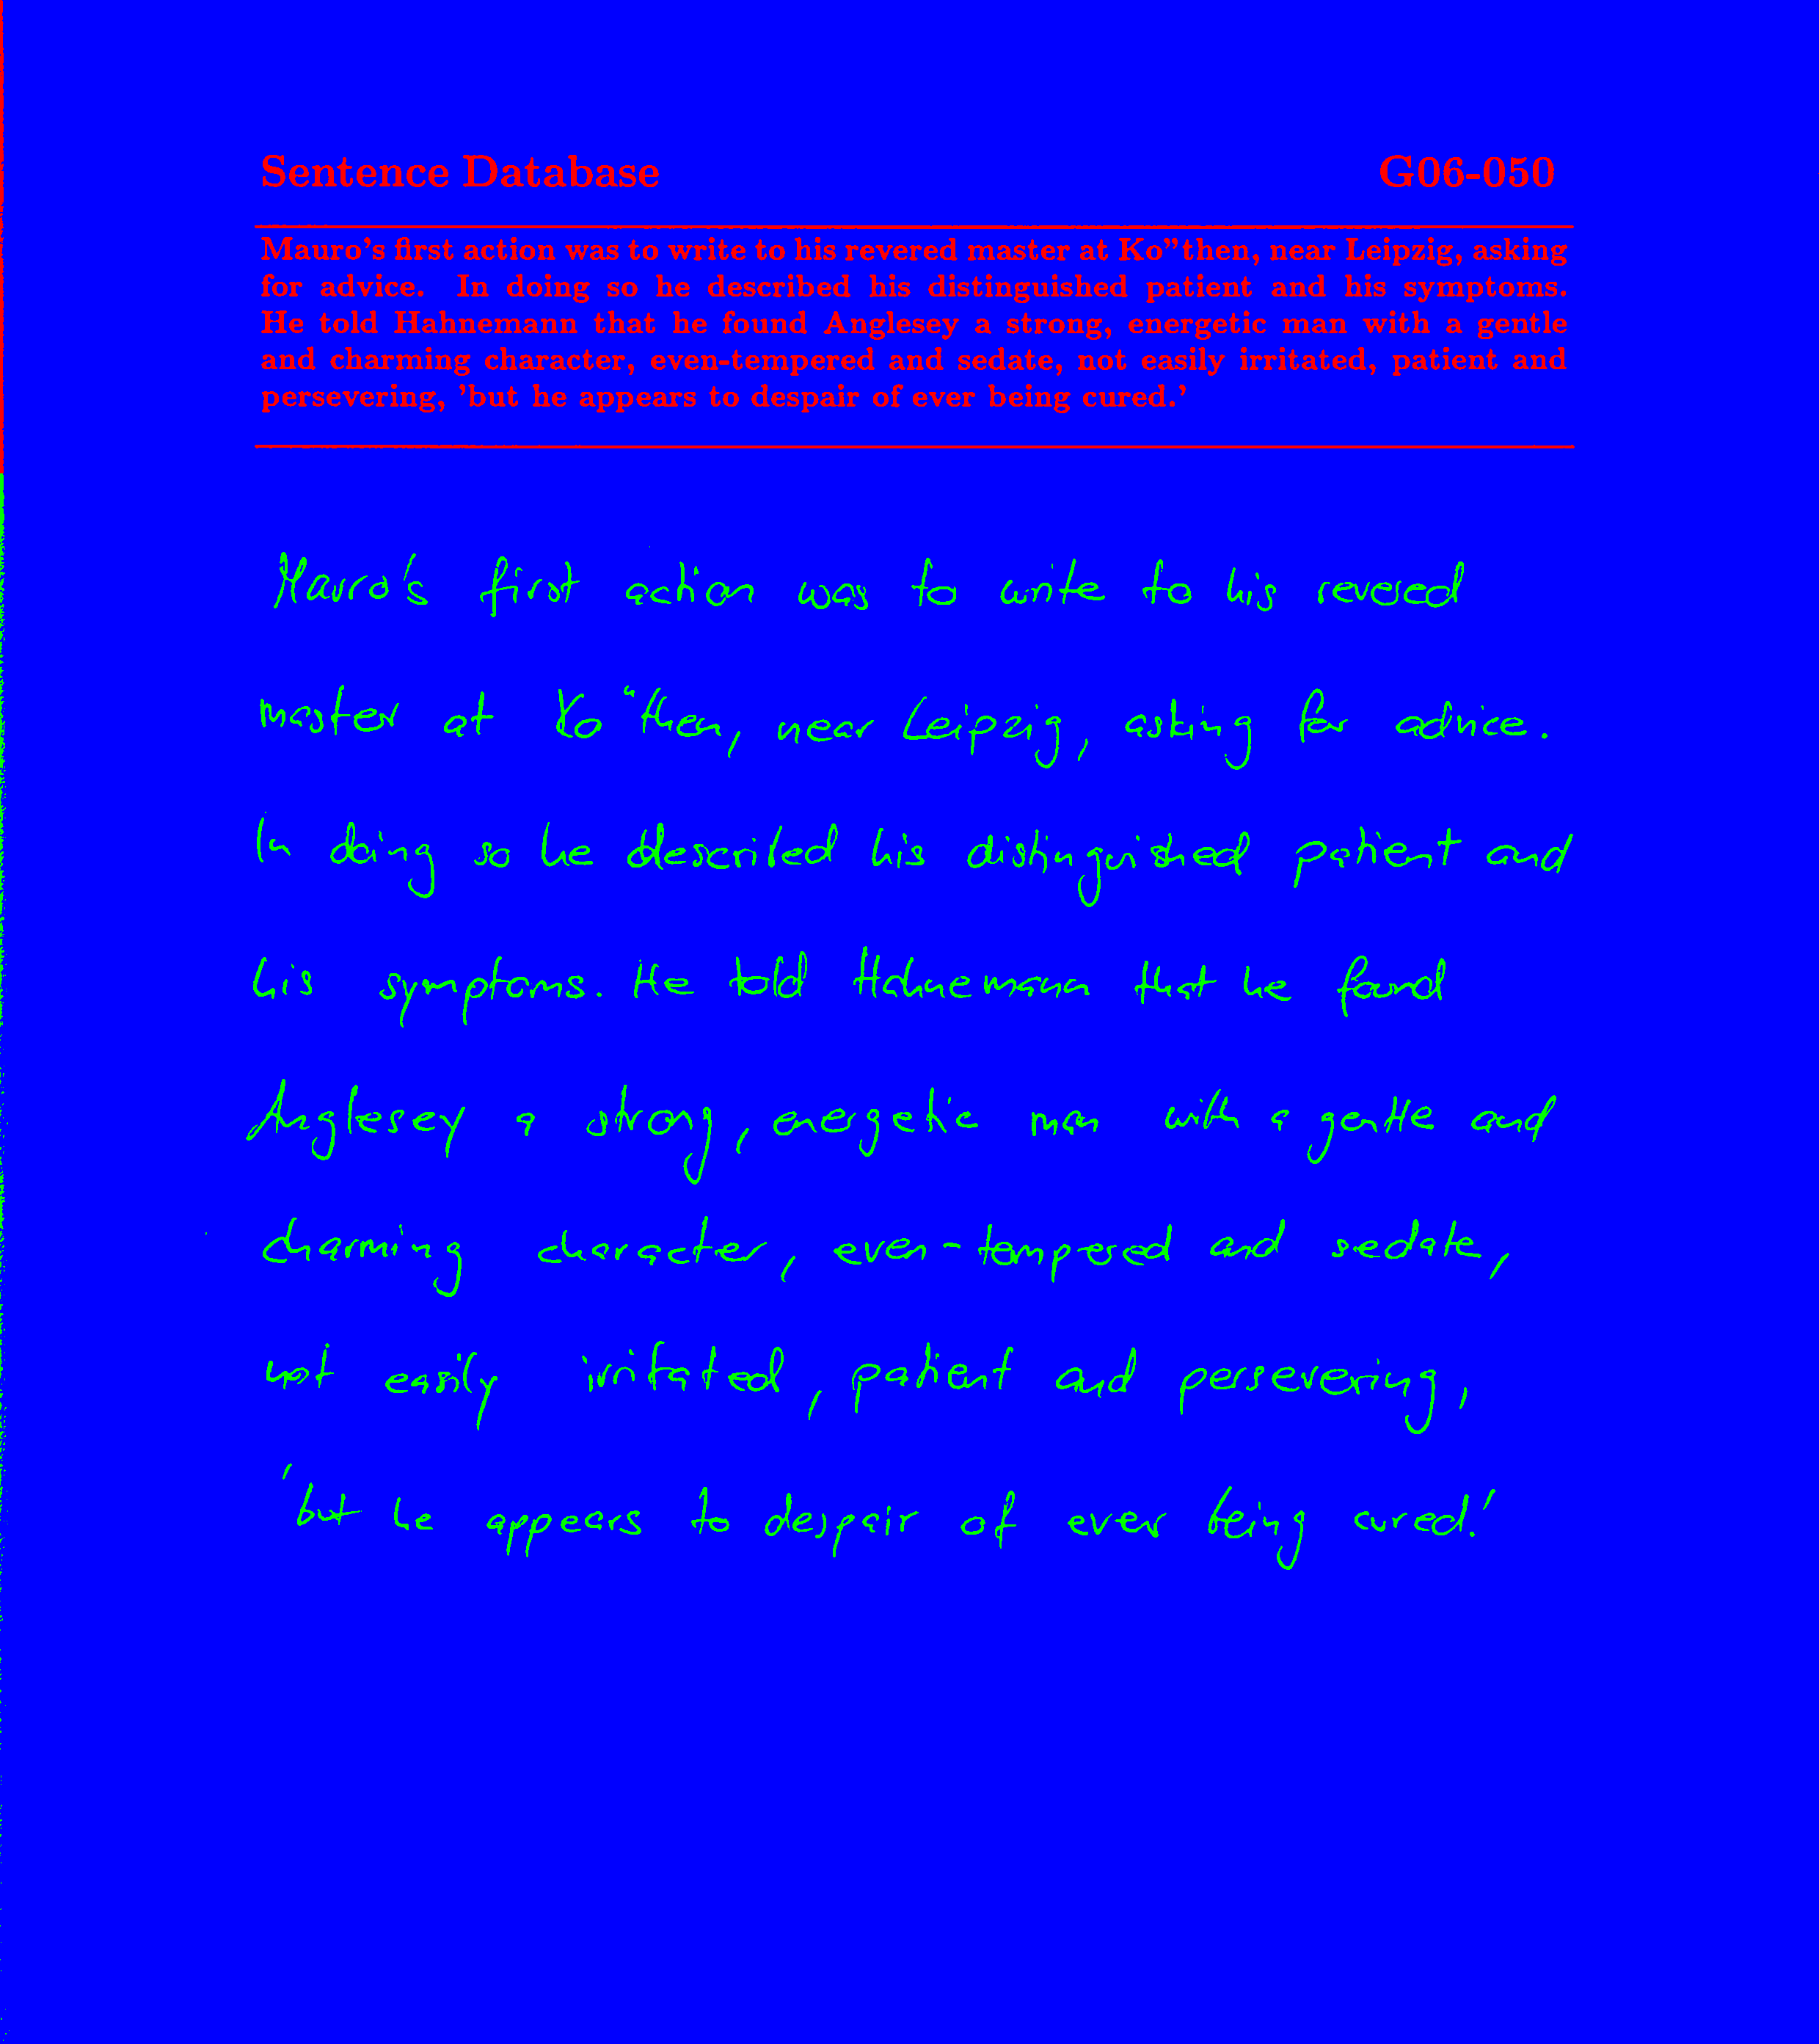 Sentence Database G06-050
Mauro's first action was to write to his revered master at Ko"then, near Leipzig, asking
for advice. In doing so he described his distinguished patient and his symptoms.
He told Hahnemann that he found Anglesey a strong, energetic man with a gentle
and charming character, even-tempered and sedate, not easily irritated, patient and
persevering, 'but he appears to despair of ever being cured.'
Mauro's first action was to write to his revered
master at Ko"then, near Leipzig, asking for advice.
In doing so he described his distinguished patient and
his symptoms. He told Hahnemann that he found
Anglesey a strong, energetic man with a gentle and
charming character, even-tempered and sedate,
not easily irritated, patient and persevering,
'but he appears to despair of ever being cured.'